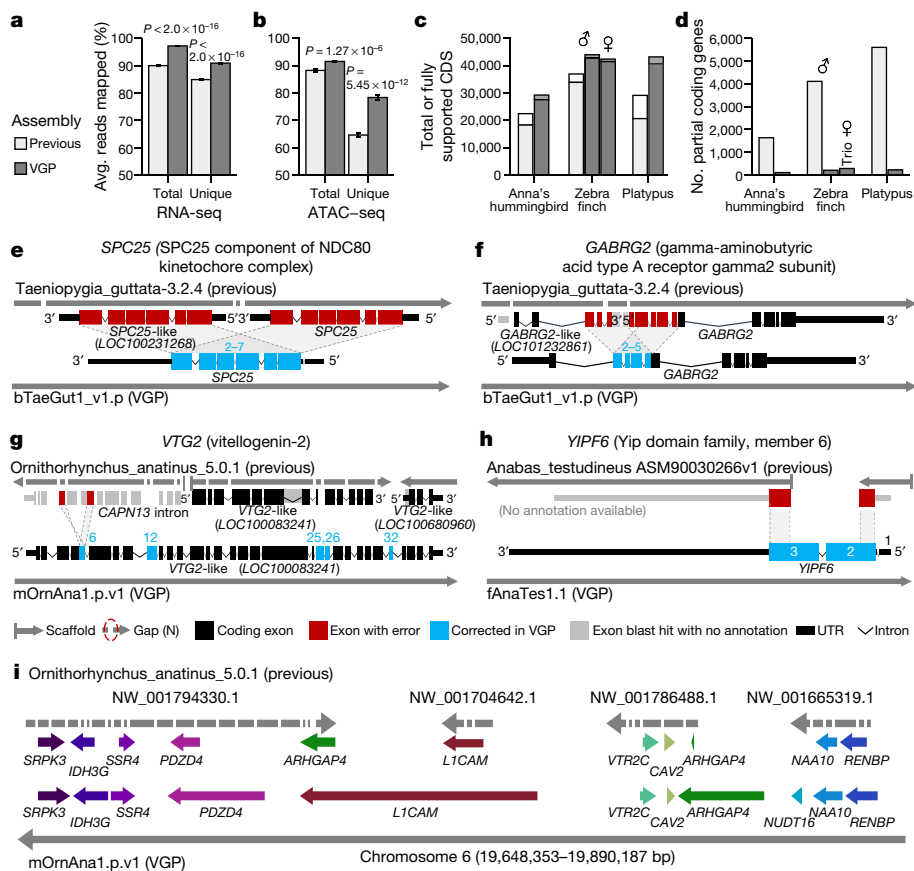 a
P < 2.0 × 10−16
P <
2.0 × 10−16
Avg. reads mapped (%)
100
90
80
70
60
50
Total Unique
RNA-seq
Assembly
Previous
VGP
b
P = 1.27 × 10−6
P =
5.45 × 10−12
100
90
80
70
60
50
Total Unique
ATAC–seq
c
Total or fully
supported CDS
50,000
40,000
30,000
20,000
10,000
0
♂
♀
Anna's
hummingbird
Zebra
finch
Platypus
d
No. partial coding genes
6,000
5,000
4,000
3,000
2,000
1,000
0
♂
Trio ♀
Anna's
hummingbird
Zebra
finch
Platypus
e
SPC25 (SPC25 component of NDC80
kinetochore complex)
Taeniopygia_guttata-3.2.4 (previous)
3′ 5′ 3′ 5′
SPC25-like
(LOC100231268)
SPC25
2–7
3′ 5′
SPC25
bTaeGut1_v1.p (VGP)
f
GABRG2 (gamma-aminobutyric
acid type A receptor gamma2 subunit)
Taeniopygia_guttata-3.2.4 (previous)
5′ 3′ 5′ 3′
GABRG2-like
(LOC101232861)
GABRG2
2–5
5′ 3′
GABRG2
bTaeGut1_v1.p (VGP)
g
VTG2 (vitellogenin-2)
Ornithorhynchus_anatinus_5.0.1 (previous)
5′ 3′ 3′
CAPN13 intron
VTG2-like
(LOC100083241)
VTG2-like
(LOC100680960)
6 12 25,26 32
5′ 3′
VTG2-like (LOC100083241)
mOrnAna1.p.v1 (VGP)
h
YIPF6 (Yip domain family, member 6)
Anabas_testudineus ASM90030266v1 (previous)
(No annotation available)
1
3′ 3 2 5′
YIPF6
fAnaTes1.1 (VGP)
Scaffold Gap (N) Coding exon Exon with error Corrected in VGP Exon blast hit with no annotation UTR Intron
i
Ornithorhynchus_anatinus_5.0.1 (previous)
NW_001794330.1 NW_001704642.1 NW_001786488.1 NW_001665319.1
SRPK3 IDH3G SSR4 PDZD4 ARHGAP4 L1CAM VTR2C CAV2 ARHGAP4 NAA10 RENBP
SRPK3 IDH3G SSR4 PDZD4 L1CAM VTR2C CAV2 ARHGAP4 NUDT16 NAA10 RENBP
mOrnAna1.p.v1 (VGP)
Chromosome 6 (19,648,353–19,890,187 bp)